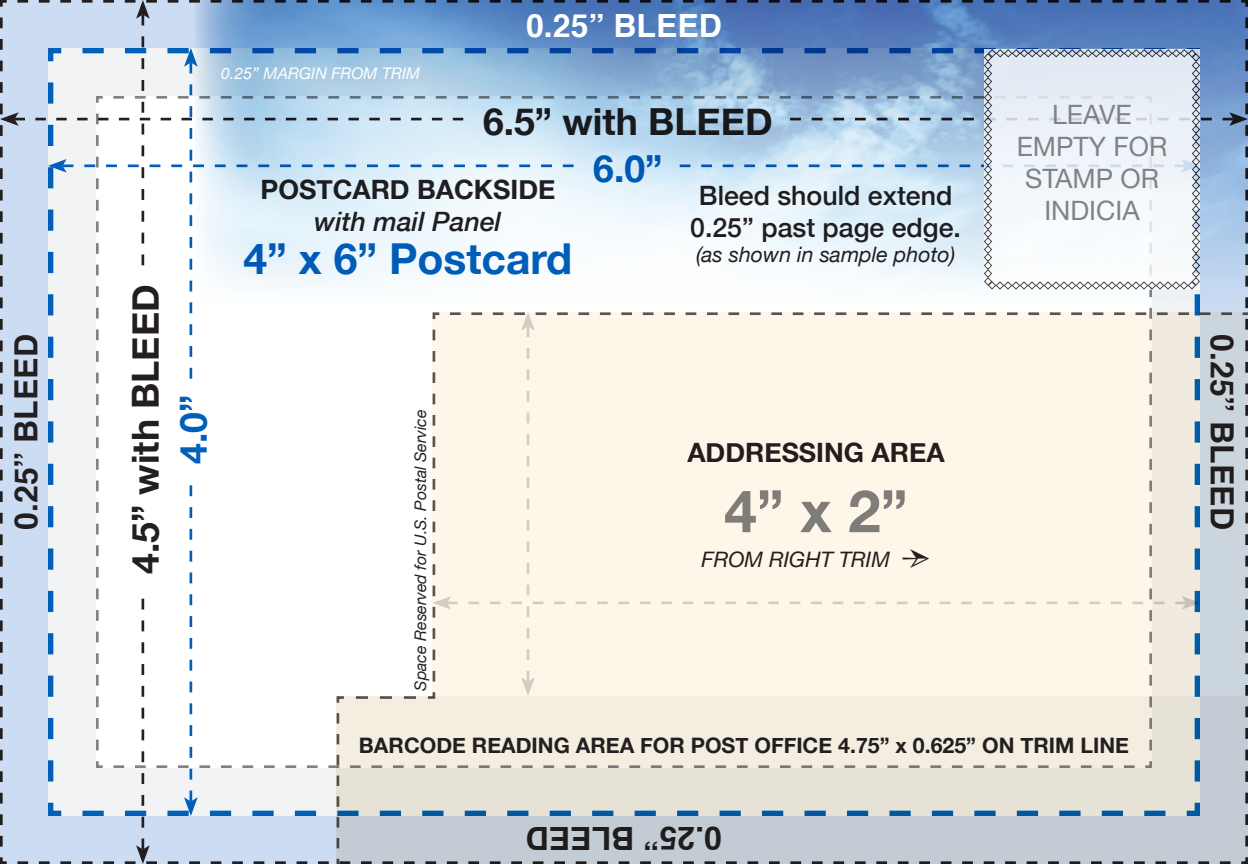 0.25” BLEED
0.25” MARGIN FROM TRIM
6.5” with BLEED
6.0”
POSTCARD BACKSIDE
with mail Panel
4” x 6” Postcard
Bleed should extend
0.25” past page edge.
(as shown in sample photo)
LEAVE
EMPTY FOR
STAMP OR
INDICIA
0.25” BLEED
4.5” with BLEED
4.0”
Space Reserved for U.S. Postal Service
ADDRESSING AREA
4” x 2”
FROM RIGHT TRIM
0.25” BLEED
BARCODE READING AREA FOR POST OFFICE 4.75” x 0.625” ON TRIM LINE
0.25” BLEED